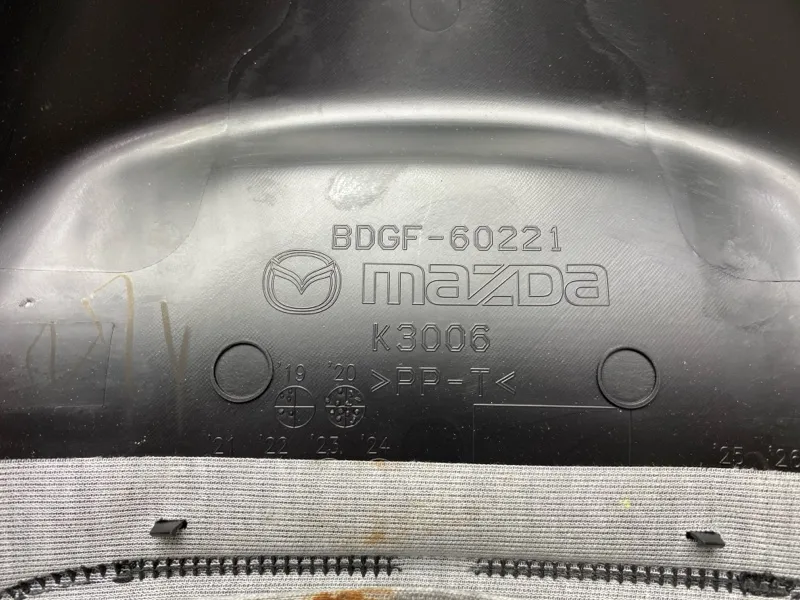 BDGF-60221
mazda
K3006
'19 '20 >PP-T<
21 22 23 24 25 26